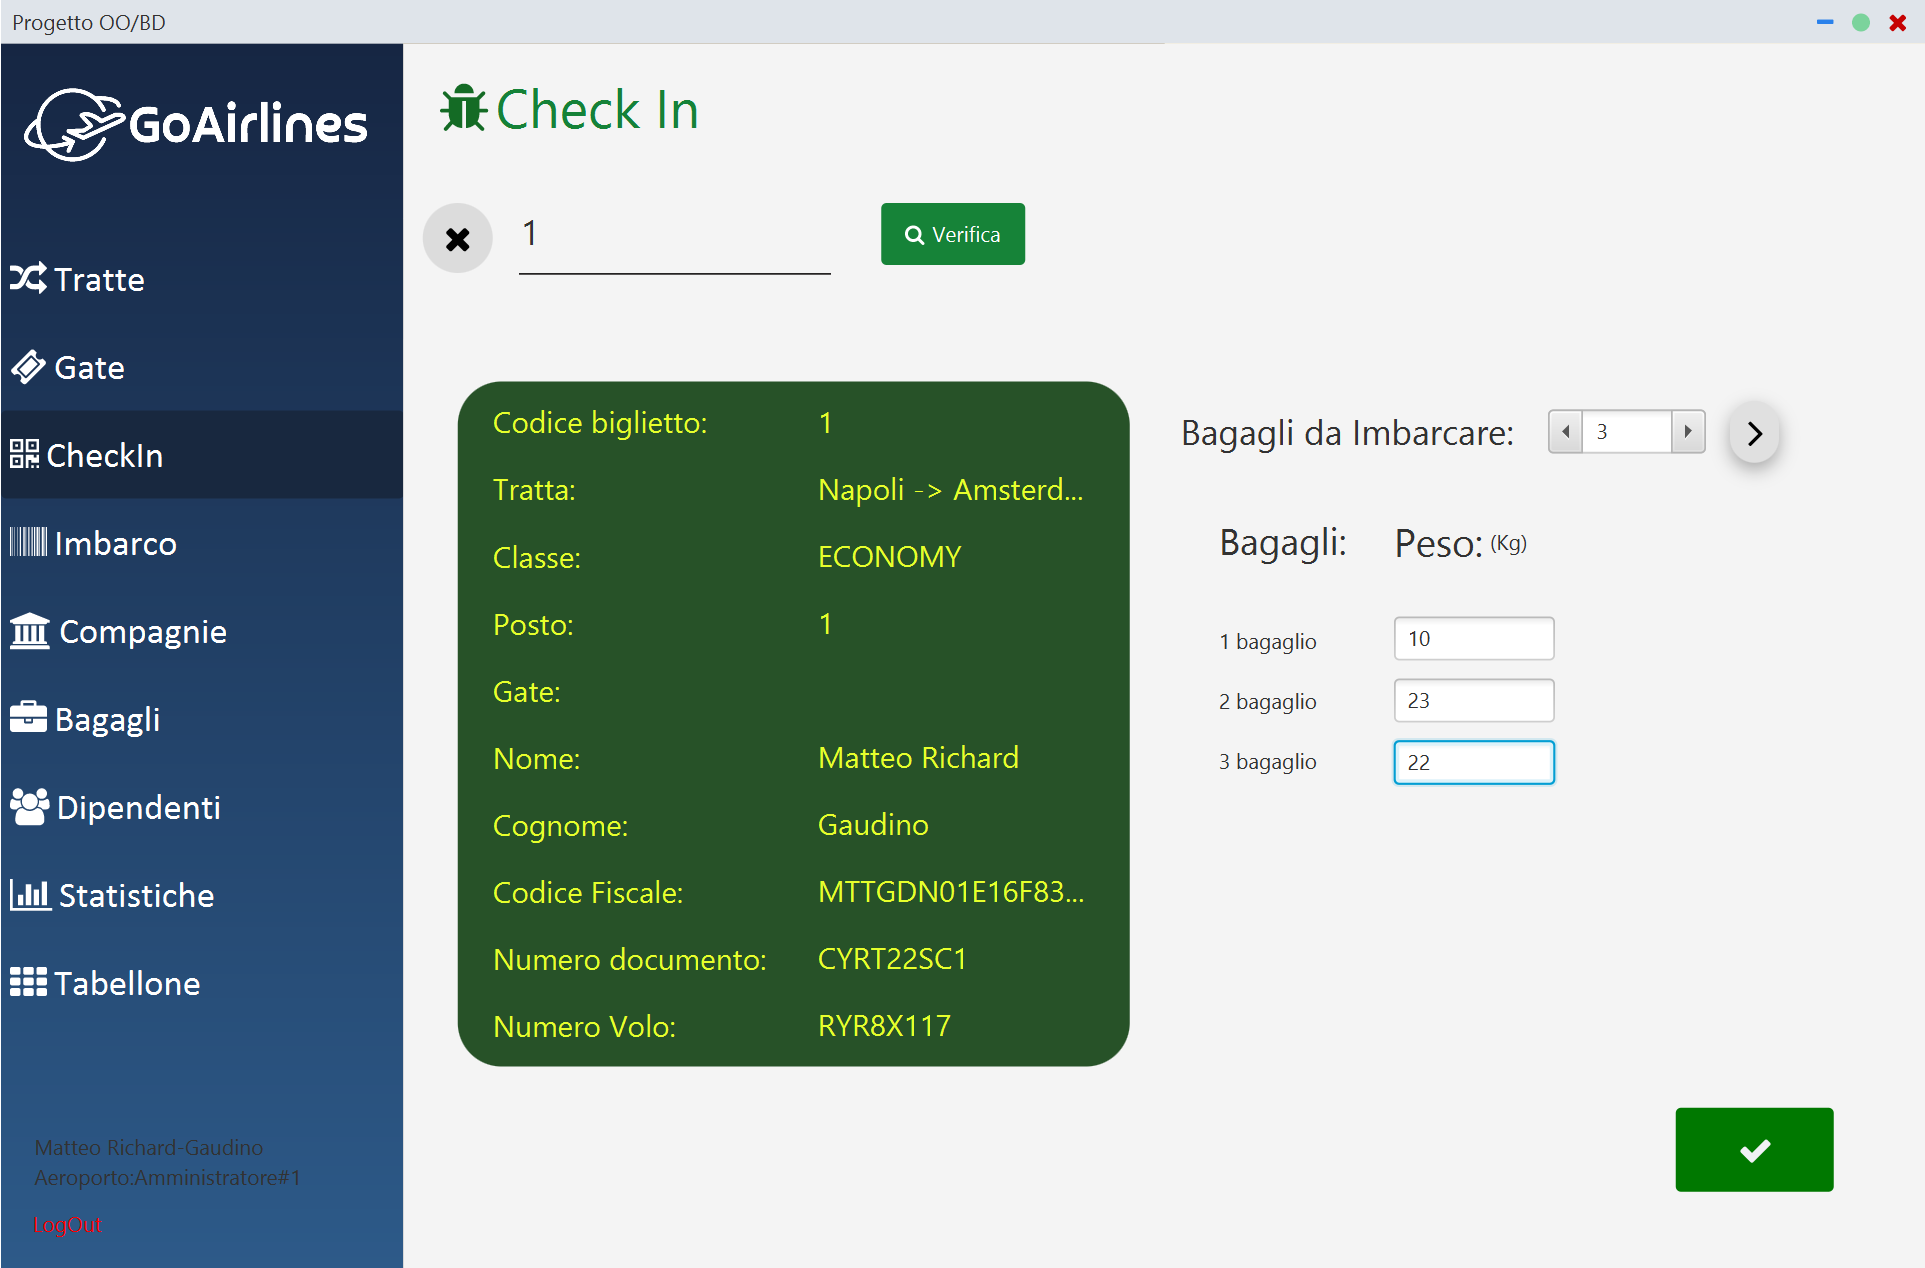 Progetto OO/BD
GoAirlines
Tratte
Gate
CheckIn
Imbarco
Compagnie
Bagagli
Dipendenti
Statistiche
Tabellone
Matteo Richard-Gaudino
Aeroporto:Amministratore#1
LogOut
Check In
1
Verifica
Codice biglietto: 1
Tratta: Napoli -> Amsterd...
Classe: ECONOMY
Posto: 1
Gate:
Nome: Matteo Richard
Cognome: Gaudino
Codice Fiscale: MTTGDN01E16F83...
Numero documento: CYRT22SC1
Numero Volo: RYR8X117
Bagagli da Imbarcare: 3
Bagagli: Peso: (Kg)
1 bagaglio 10
2 bagaglio 23
3 bagaglio 22